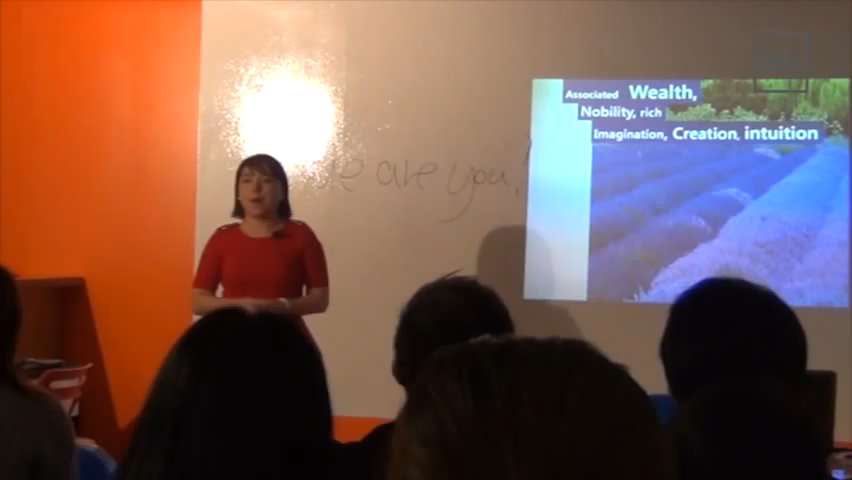 Associated Wealth,
Nobility, rich
Imagination, Creation, intuition
are you!